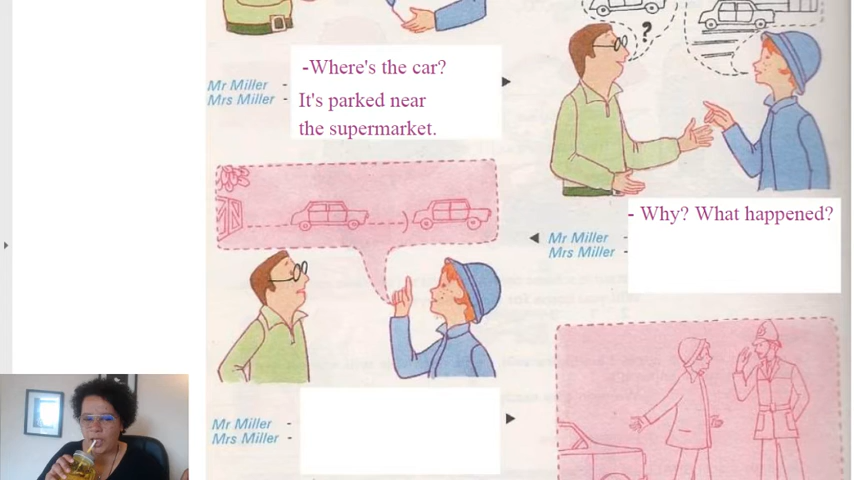 ?
Mr Miller -
Mrs Miller -
-Where's the car?
It's parked near
the supermarket.
- Why? What happened?
Mr Miller -
Mrs Miller -
Mr Miller -
Mrs Miller -